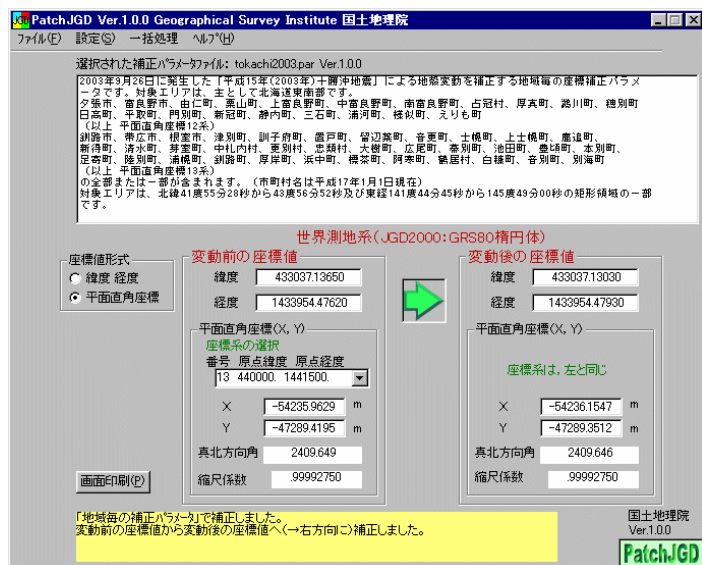 PatchJGD Ver.1.0.0 Geographical Survey Institute 国土地理院
ファイル(F) 設定(S) 一括処理 ヘルプ(H)
選択された補正パラメータファイル: tokachi2003.par Ver.1.0.0
2003年9月26日に発生した「平成15年(2003年)十勝沖地震」による地殻変動を補正する地域毎の座標補正パラメ
ータです。対象エリアは、主として北海道東南部です。
夕張市、富良野市、由仁町、栗山町、上富良野町、中富良野町、南富良野町、占冠村、厚真町、鵡川町、穂別町
日高町、平取町、門別町、新冠町、静内町、三石町、浦河町、様似町、えりも町
(以上 平面直角座標12系)
釧路市、帯広市、根室市、津別町、訓子府町、置戸町、留辺蘂町、音更町、士幌町、上士幌町、鹿追町、
新得町、清水町、芽室町、中札内村、更別村、忠類村、大樹町、広尾町、幕別町、池田町、豊頃町、本別町、
足寄町、陸別町、浦幌町、釧路町、厚岸町、浜中町、標茶町、阿寒町、鶴居村、白糠町、音別町、別海町
(以上 平面直角座標13系)
の全部または一部が含まれます。(市町村名は平成17年1月1日現在)
対象エリアは、北緯41度55分28秒から43度56分52秒及び東経141度44分45秒から145度49分00秒の矩形領域の一部
です。
世界測地系(JGD2000:GRS80楕円体)
座標値形式
緯度 経度
平面直角座標
変動前の座標値
緯度 433037.13650
経度 1433954.47620
平面直角座標(X, Y)
座標系の選択
番号 原点緯度 原点経度
13 440000. 1441500.
X -54235.9629 m
Y -47289.4195 m
真北方向角 2409.649
縮尺係数 .99992750
変動後の座標値
緯度 433037.13030
経度 1433954.47930
平面直角座標(X, Y)
座標系は, 左と同じ
X -54236.1547 m
Y -47289.3512 m
真北方向角 2409.646
縮尺係数 .99992750
画面印刷(P)
「地域毎の補正パラメータ」で補正しました。
変動前の座標値から変動後の座標値へ(→右方向に)補正しました。
国土地理院
Ver.1.0.0
PatchJGD